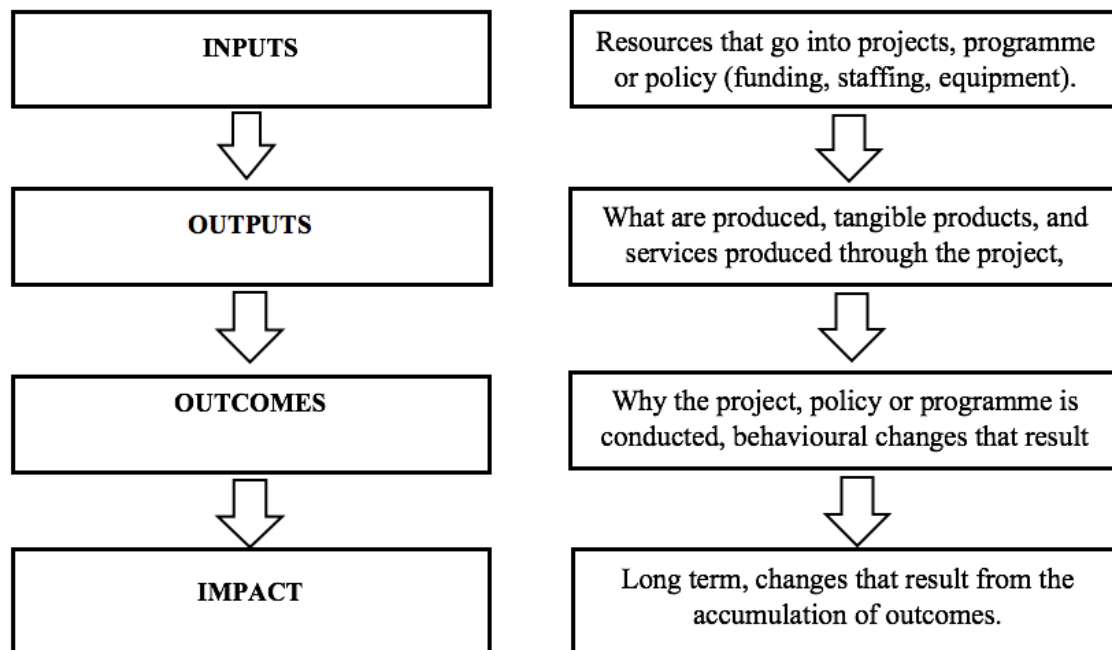 INPUTS
Resources that go into projects, programme
or policy (funding, staffing, equipment).
OUTPUTS
What are produced, tangible products, and
services produced through the project,
OUTCOMES
Why the project, policy or programme is
conducted, behavioural changes that result
IMPACT
Long term, changes that result from the
accumulation of outcomes.